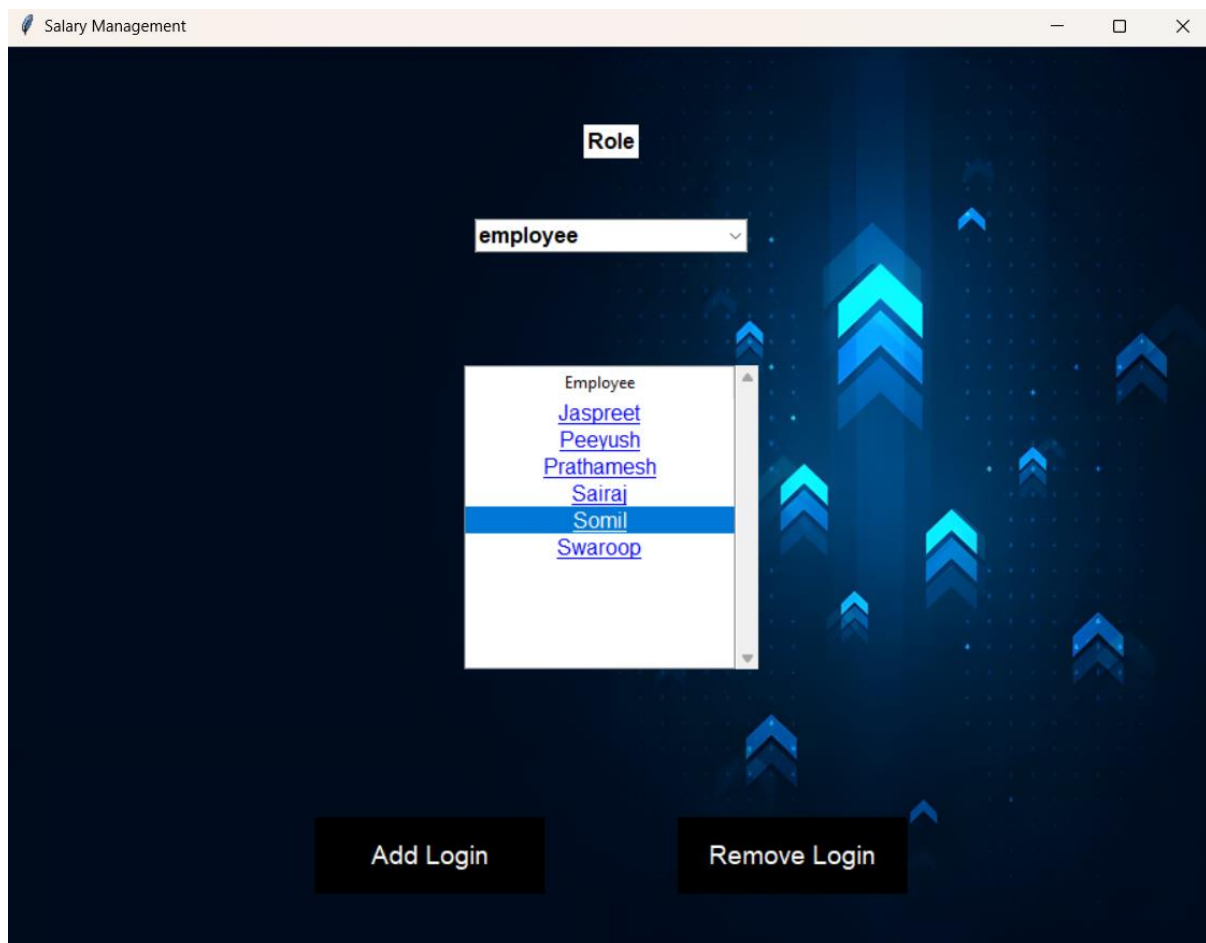 Salary Management
Role
employee
Employee
Jaspreet
Peeyush
Prathamesh
Sairaj
Somil
Swaroop
Add Login
Remove Login